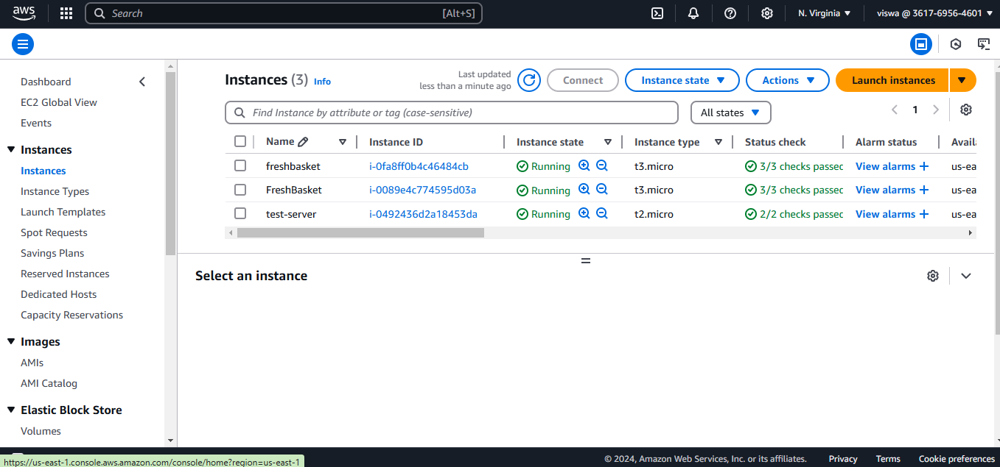 aws
Search [Alt+S] N. Virginia viswa @ 3617-6956-4601
Dashboard
EC2 Global View
Events
Instances
Instances
Instance Types
Launch Templates
Spot Requests
Savings Plans
Reserved Instances
Dedicated Hosts
Capacity Reservations
Images
AMIs
AMI Catalog
Elastic Block Store
Volumes
Instances (3) Info
Last updated
less than a minute ago
Connect Instance state Actions Launch instances
Find Instance by attribute or tag (case-sensitive) All states 1
Name Instance ID Instance state Instance type Status check Alarm status Avail
freshbasket i-0fa8ff0b4c46484cb Running t3.micro 3/3 checks passed View alarms + us-ea
FreshBasket i-0089e4c774595d03a Running t3.micro 3/3 checks passed View alarms + us-ea
test-server i-0492436d2a18453da Running t2.micro 2/2 checks passed View alarms + us-ea
Select an instance
https://us-east-1.console.aws.amazon.com/console/home?region=us-east-1
© 2024, Amazon Web Services, Inc. or its affiliates. Privacy Terms Cookie preferences